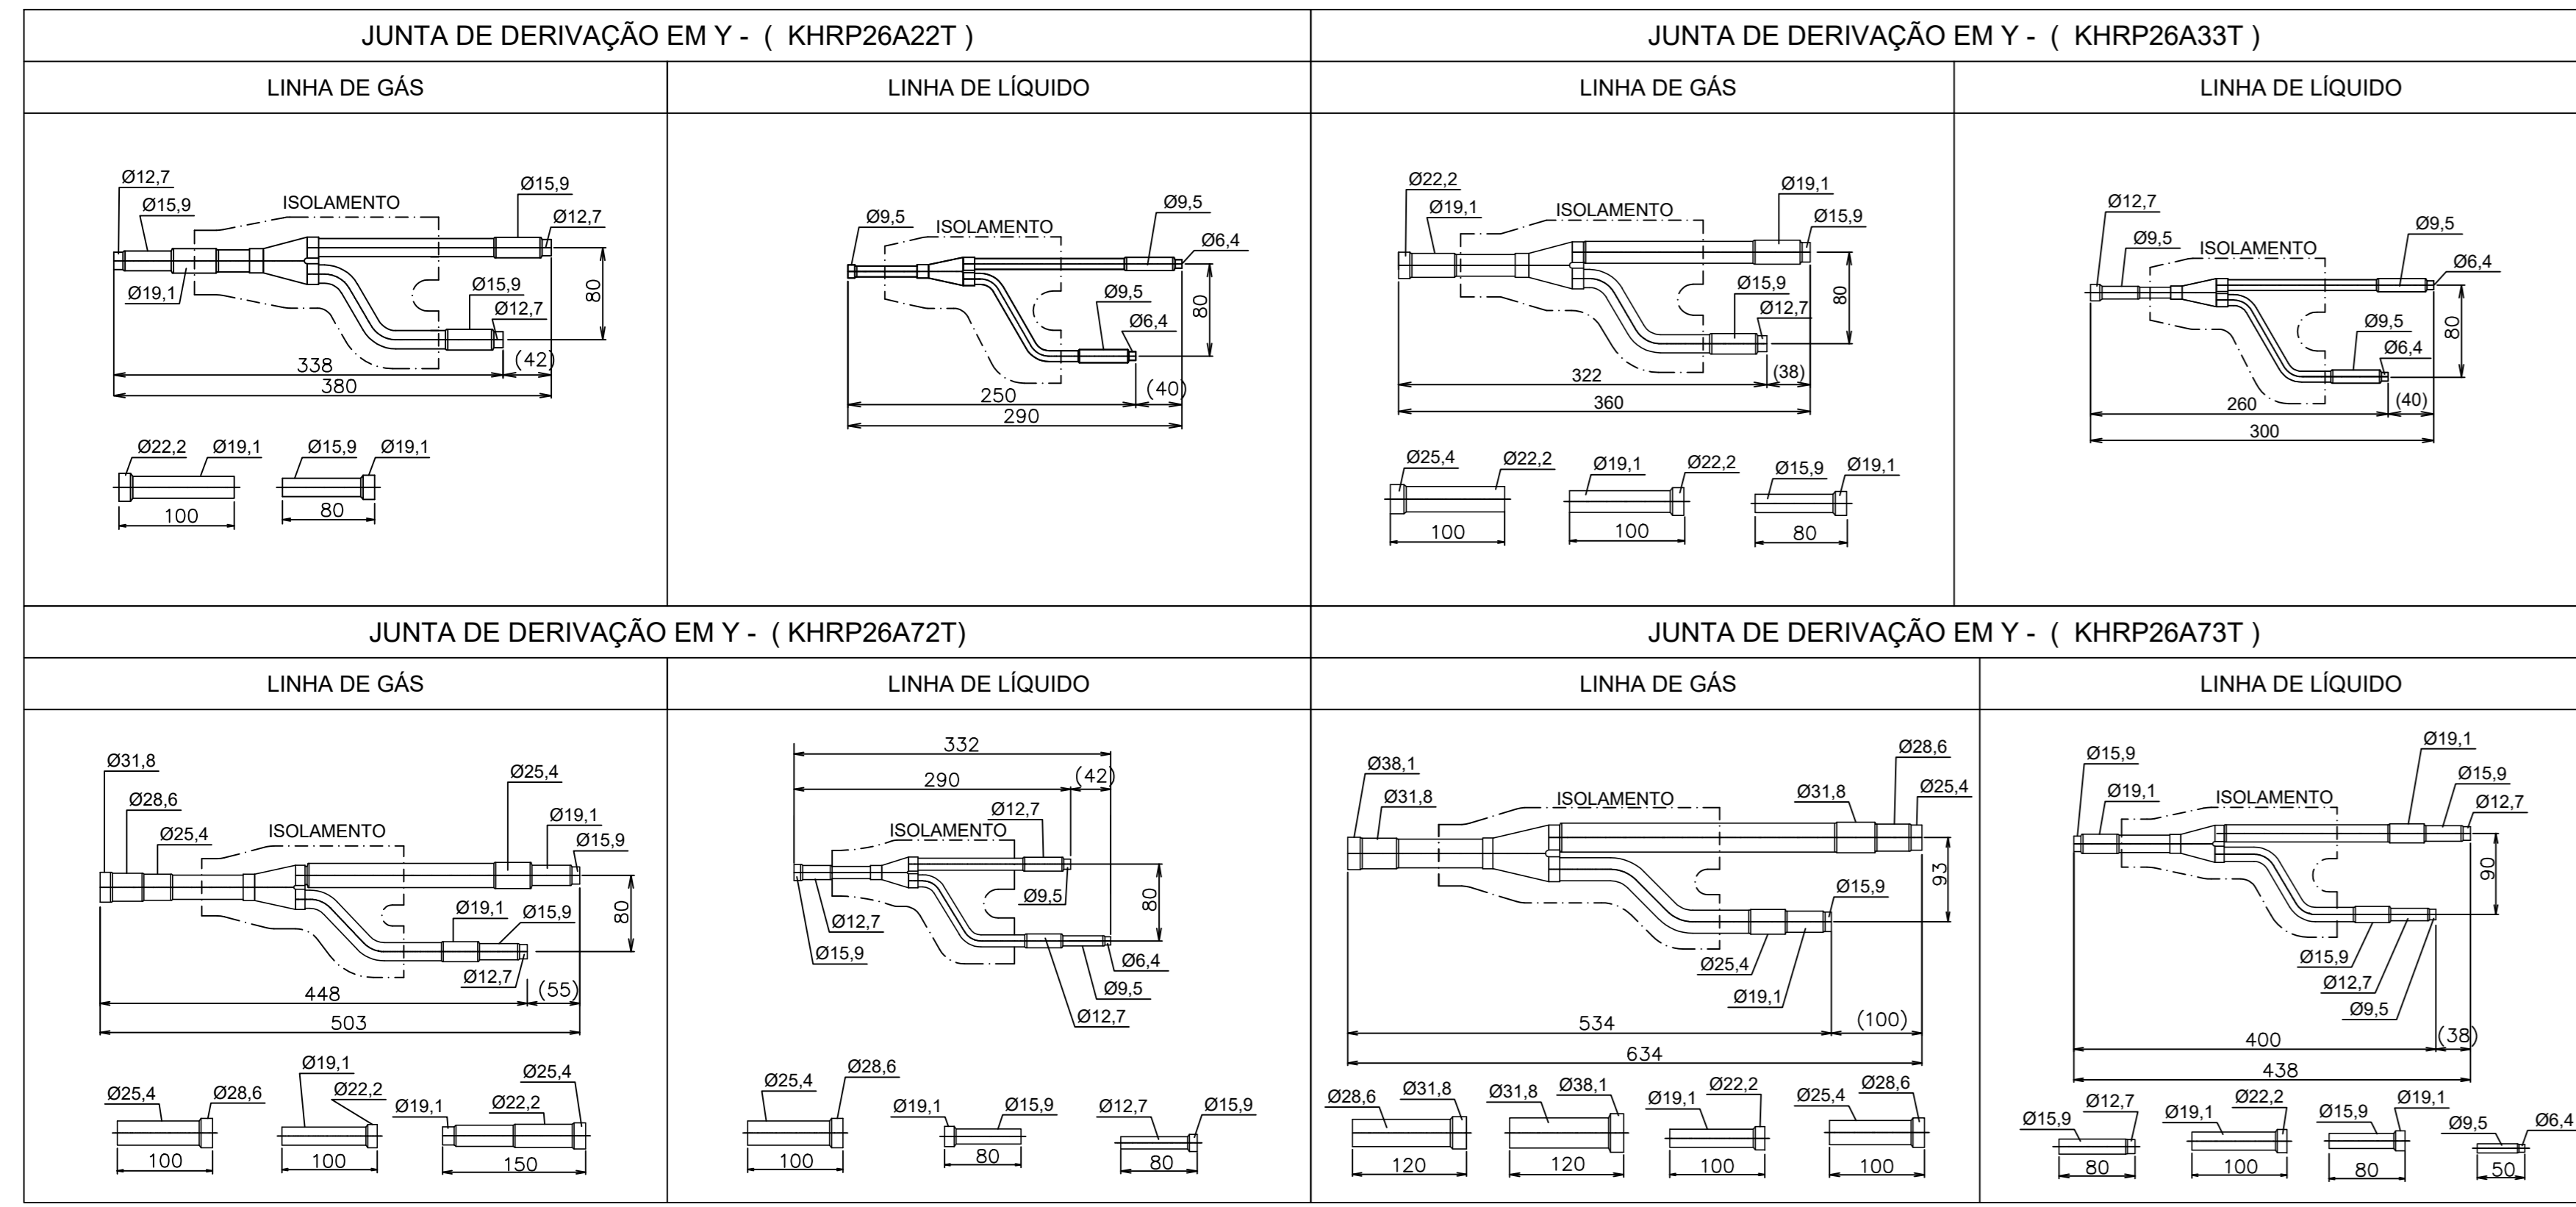 JUNTA DE DERIVAÇÃO EM Y - ( KHRP26A22T )
LINHA DE GÁS
LINHA DE LÍQUIDO
Ø12,7
Ø15,9
ISOLAMENTO
Ø15,9
Ø12,7
Ø19,1
Ø15,9
Ø12,7
80
338
(42)
380
Ø22,2
Ø19,1
Ø15,9
Ø19,1
100
80
Ø9,5
ISOLAMENTO
Ø9,5
Ø6,4
Ø9,5
Ø6,4
80
250
(40)
290
JUNTA DE DERIVAÇÃO EM Y - ( KHRP26A33T )
LINHA DE GÁS
LINHA DE LÍQUIDO
Ø22,2
Ø19,1
ISOLAMENTO
Ø19,1
Ø15,9
Ø15,9
Ø12,7
80
322
(38)
360
Ø25,4
Ø22,2
Ø19,1
Ø22,2
Ø15,9
Ø19,1
100
100
80
Ø12,7
Ø9,5
ISOLAMENTO
Ø9,5
Ø6,4
Ø9,5
Ø6,4
80
260
(40)
300
JUNTA DE DERIVAÇÃO EM Y - ( KHRP26A72T)
LINHA DE GÁS
LINHA DE LÍQUIDO
Ø31,8
Ø28,6
Ø25,4
ISOLAMENTO
Ø25,4
Ø19,1
Ø15,9
Ø19,1
Ø15,9
Ø12,7
80
448
(55)
503
Ø25,4
Ø28,6
Ø19,1
Ø22,2
Ø19,1
Ø22,2
Ø25,4
100
100
150
332
290
(42)
ISOLAMENTO
Ø12,7
Ø9,5
Ø12,7
Ø15,9
80
Ø6,4
Ø9,5
Ø12,7
Ø25,4
Ø28,6
Ø19,1
Ø15,9
Ø12,7
Ø15,9
100
80
80
JUNTA DE DERIVAÇÃO EM Y - ( KHRP26A73T )
LINHA DE GÁS
LINHA DE LÍQUIDO
Ø38,1
Ø31,8
ISOLAMENTO
Ø31,8
Ø28,6
Ø25,4
93
Ø15,9
Ø25,4
Ø19,1
534
(100)
634
Ø28,6
Ø31,8
Ø31,8
Ø38,1
Ø19,1
Ø22,2
Ø25,4
Ø28,6
120
120
100
100
Ø15,9
Ø19,1
ISOLAMENTO
Ø19,1
Ø15,9
Ø12,7
90
Ø15,9
Ø12,7
Ø9,5
400
(38)
438
Ø15,9
Ø12,7
Ø19,1
Ø22,2
Ø15,9
Ø19,1
Ø9,5
Ø6,4
80
100
80
50